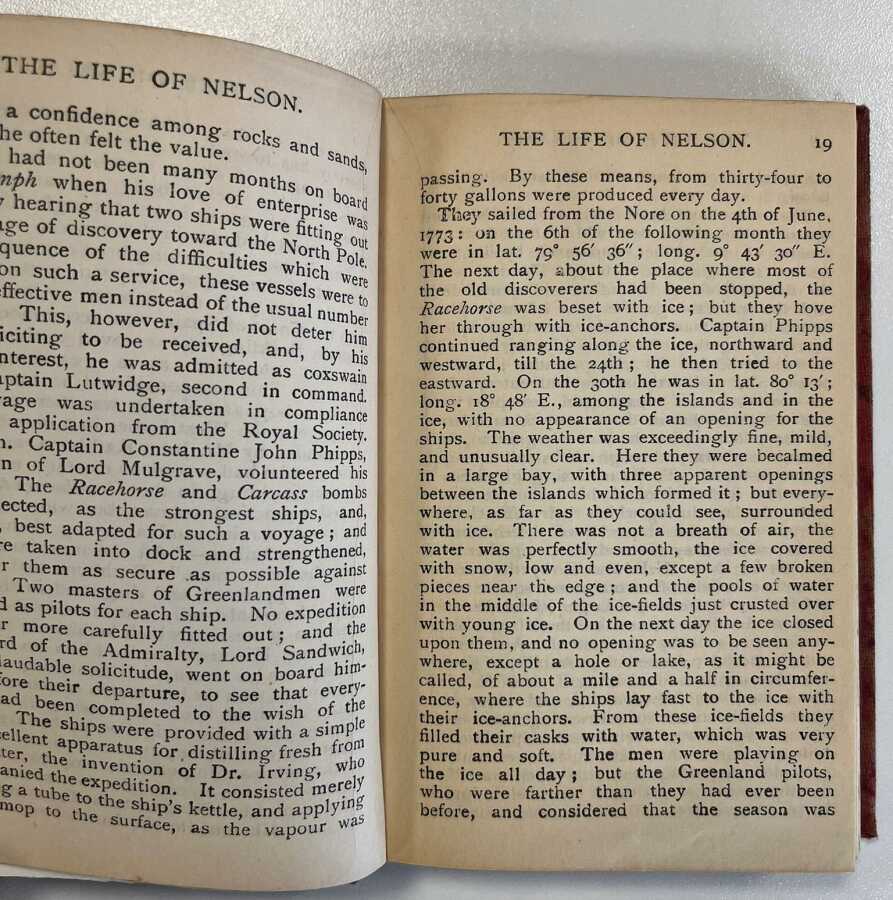 THE LIFE OF NELSON.
a confidence among rocks and sands,
he often felt the value.
had not been many months on board
mph when his love of enterprise was
y hearing that two ships were fitting out
age of discovery toward the North Pole.
quence of the difficulties which were
on such a service, these vessels were to
effective men instead of the usual number
This, however, did not deter him
iciting to be received, and, by his
nterest, he was admitted as coxswain
aptain Lutwidge, second in command.
yage was undertaken in compliance
application from the Royal Society.
n. Captain Constantine John Phipps,
n of Lord Mulgrave, volunteered his
The Racehorse and Carcass bombs
ected, as the strongest ships, and,
, best adapted for such a voyage; and
re taken into dock and strengthened,
r them as secure as possible against
Two masters of Greenlandmen were
d as pilots for each ship. No expedition
r more carefully fitted out; and the
rd of the Admiralty, Lord Sandwich,
laudable solicitude, went on board him-
fore their departure, to see that every-
ad been completed to the wish of the
The ships were provided with a simple
cellent apparatus for distilling fresh from
ter, the invention of Dr. Irving, who
anied the expedition. It consisted merely
g a tube to the ship's kettle, and applying
mop to the surface, as the vapour was
THE LIFE OF NELSON. 19
passing. By these means, from thirty-four to
forty gallons were produced every day.
They sailed from the Nore on the 4th of June,
1773: on the 6th of the following month they
were in lat. 79° 56′ 36″; long. 9° 43′ 30″ E.
The next day, about the place where most of
the old discoverers had been stopped, the
Racehorse was beset with ice; but they hove
her through with ice-anchors. Captain Phipps
continued ranging along the ice, northward and
westward, till the 24th; he then tried to the
eastward. On the 30th he was in lat. 80° 13′;
long. 18° 48′ E., among the islands and in the
ice, with no appearance of an opening for the
ships. The weather was exceedingly fine, mild,
and unusually clear. Here they were becalmed
in a large bay, with three apparent openings
between the islands which formed it; but every-
where, as far as they could see, surrounded
with ice. There was not a breath of air, the
water was perfectly smooth, the ice covered
with snow, low and even, except a few broken
pieces near the edge; and the pools of water
in the middle of the ice-fields just crusted over
with young ice. On the next day the ice closed
upon them, and no opening was to be seen any-
where, except a hole or lake, as it might be
called, of about a mile and a half in circumfer-
ence, where the ships lay fast to the ice with
their ice-anchors. From these ice-fields they
filled their casks with water, which was very
pure and soft. The men were playing on
the ice all day; but the Greenland pilots,
who were farther than they had ever been
before, and considered that the season was